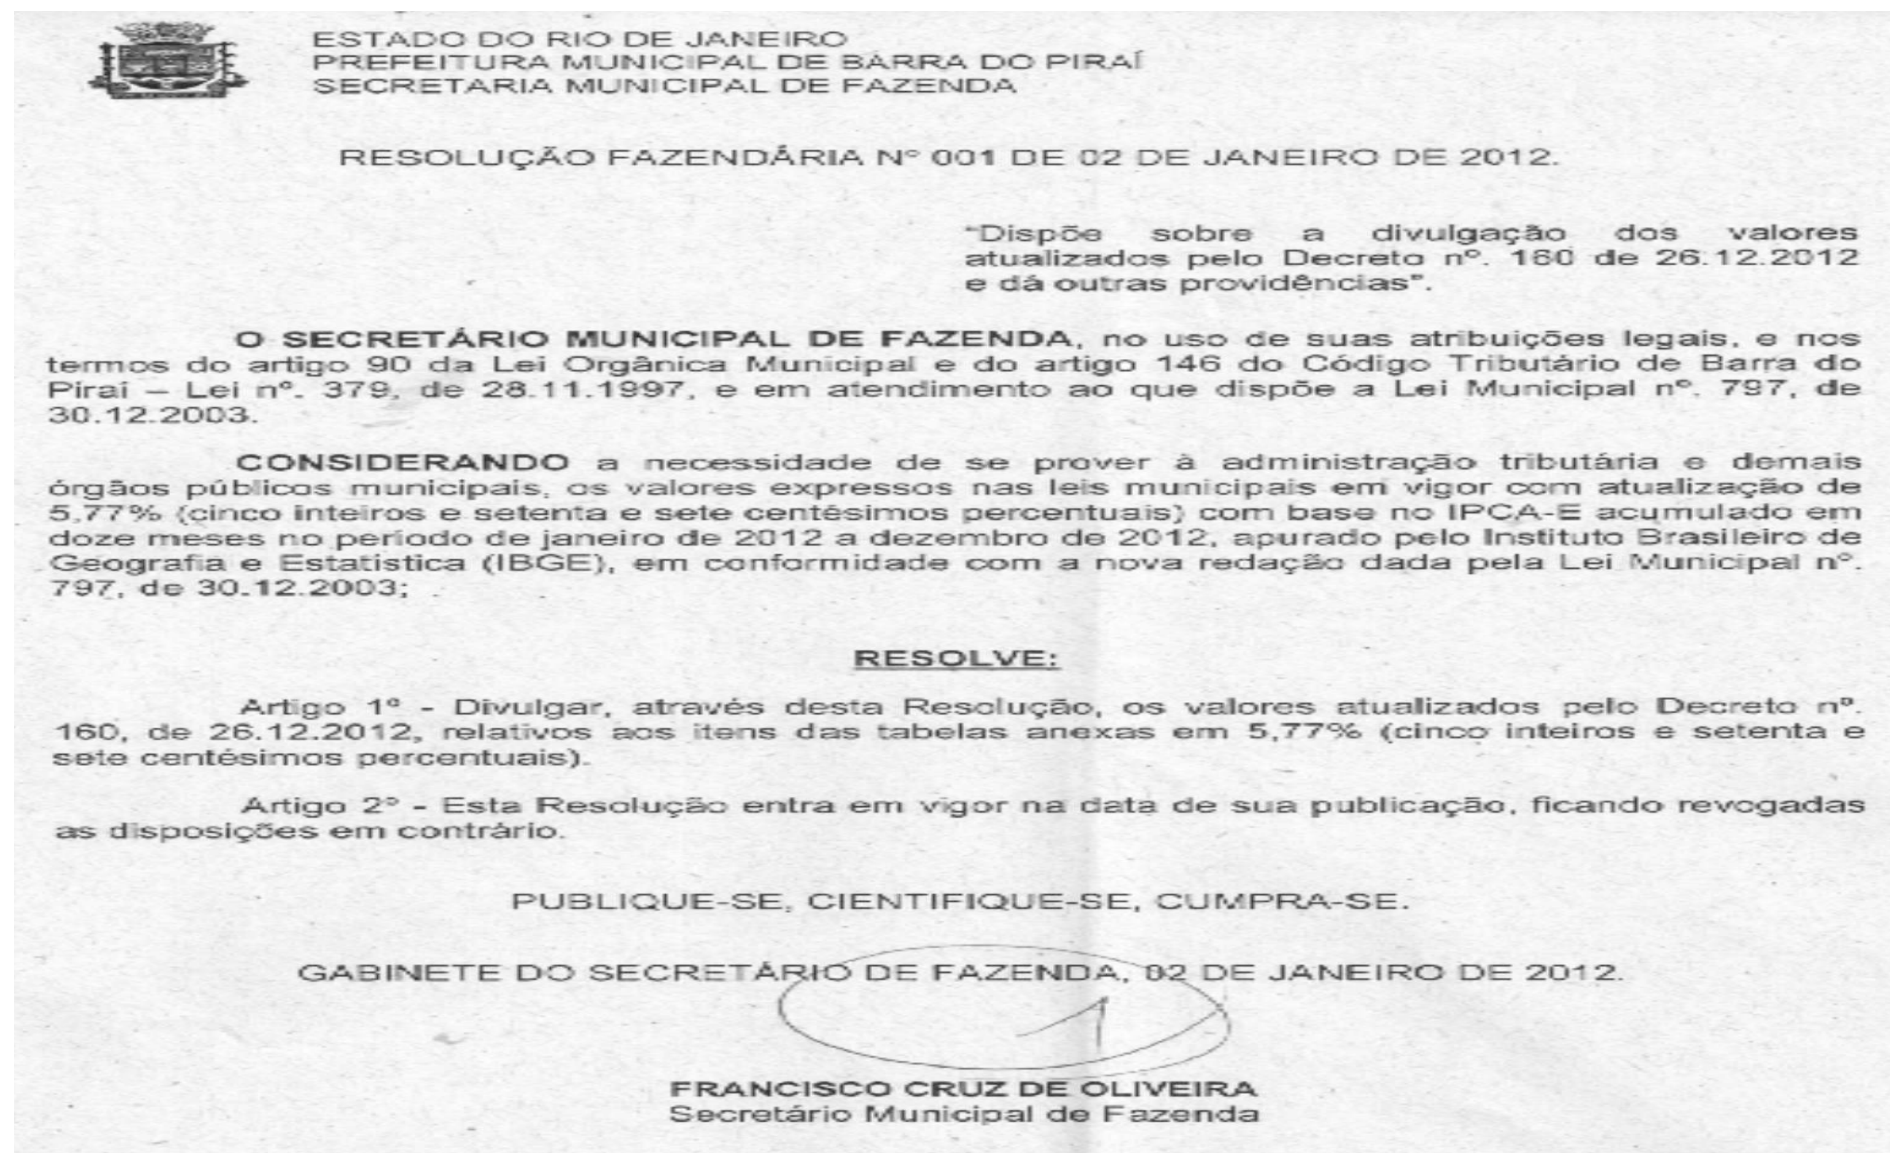 ESTADO DO RIO DE JANEIRO
PREFEITURA MUNICIPAL DE BARRA DO PIRAÍ
SECRETARIA MUNICIPAL DE FAZENDA
RESOLUÇÃO FAZENDÁRIA Nº 001 DE 02 DE JANEIRO DE 2012.
"Dispõe sobre a divulgação dos valores
atualizados pelo Decreto nº. 160 de 26.12.2012
e dá outras providências".
O SECRETÁRIO MUNICIPAL DE FAZENDA, no uso de suas atribuições legais, e nos
termos do artigo 90 da Lei Orgânica Municipal e do artigo 146 do Código Tributário de Barra do
Piraí – Lei nº. 379, de 28.11.1997, e em atendimento ao que dispõe a Lei Municipal nº. 797, de
30.12.2003.
CONSIDERANDO a necessidade de se prover à administração tributária e demais
órgãos públicos municipais, os valores expressos nas leis municipais em vigor com atualização de
5,77% (cinco inteiros e setenta e sete centésimos percentuais) com base no IPCA-E acumulado em
doze meses no período de janeiro de 2012 a dezembro de 2012, apurado pelo Instituto Brasileiro de
Geografia e Estatística (IBGE), em conformidade com a nova redação dada pela Lei Municipal nº.
797, de 30.12.2003;
RESOLVE:
Artigo 1º - Divulgar, através desta Resolução, os valores atualizados pelo Decreto nº.
160, de 26.12.2012, relativos aos itens das tabelas anexas em 5,77% (cinco inteiros e setenta e
sete centésimos percentuais).
Artigo 2º - Esta Resolução entra em vigor na data de sua publicação, ficando revogadas
as disposições em contrário.
PUBLIQUE-SE, CIENTIFIQUE-SE, CUMPRA-SE.
GABINETE DO SECRETÁRIO DE FAZENDA, 02 DE JANEIRO DE 2012.
FRANCISCO CRUZ DE OLIVEIRA
Secretário Municipal de Fazenda